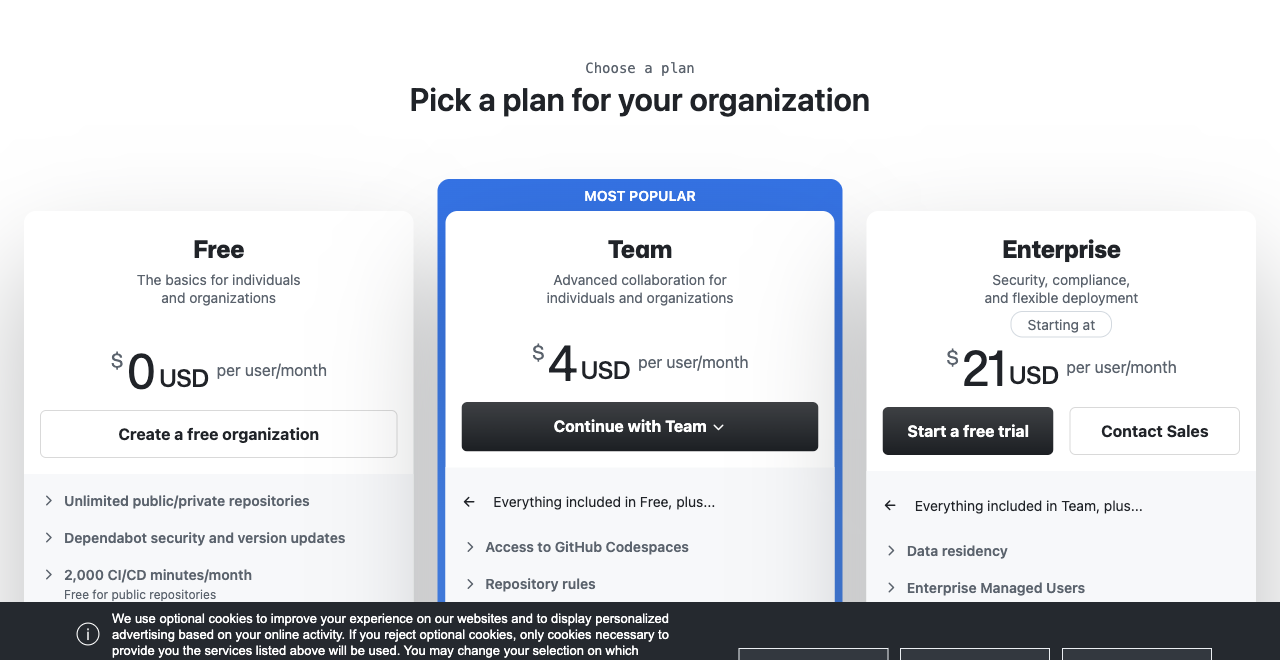 Choose a plan
Pick a plan for your organization
MOST POPULAR
Free
The basics for individuals
and organizations
$ 0 USD per user/month
Create a free organization
Unlimited public/private repositories
Dependabot security and version updates
2,000 CI/CD minutes/month
Free for public repositories
Team
Advanced collaboration for
individuals and organizations
$ 4 USD per user/month
Continue with Team
Everything included in Free, plus...
Access to GitHub Codespaces
Repository rules
Enterprise
Security, compliance,
and flexible deployment
Starting at
$ 21 USD per user/month
Start a free trial
Contact Sales
Everything included in Team, plus...
Data residency
Enterprise Managed Users
We use optional cookies to improve your experience on our websites and to display personalized
advertising based on your online activity. If you reject optional cookies, only cookies necessary to
provide you the services listed above will be used. You may change your selection on which